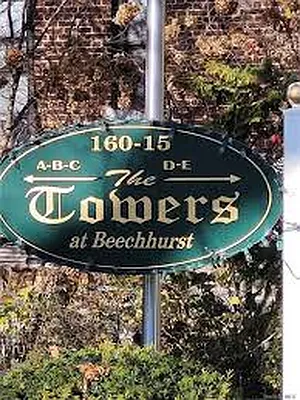 160-15
A-B-C D-E
The
Towers
at Beechhurst